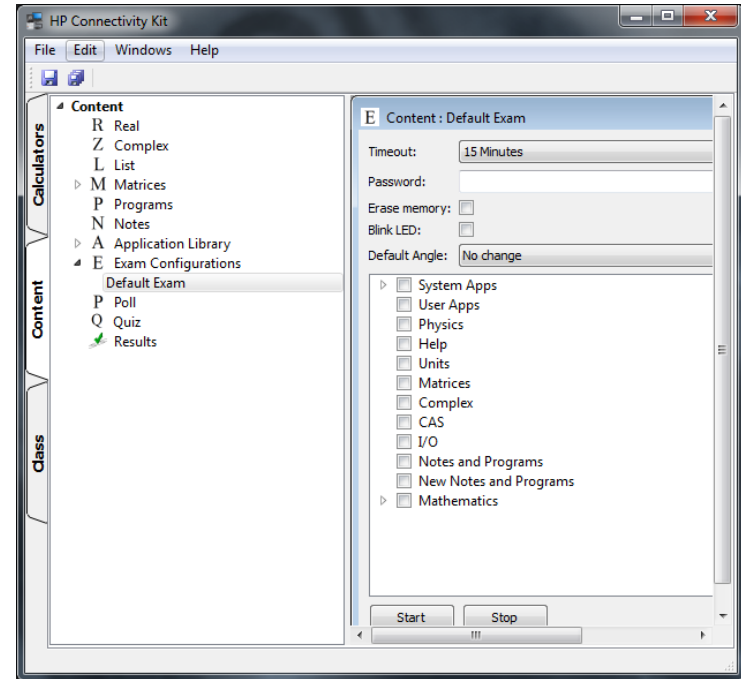 HP Connectivity Kit
File Edit Windows Help
Calculators
Content
Class
Content
R Real
Z Complex
L List
M Matrices
P Programs
N Notes
A Application Library
E Exam Configurations
Default Exam
P Poll
Q Quiz
Results
E Content : Default Exam
Timeout: 15 Minutes
Password:
Erase memory:
Blink LED:
Default Angle: No change
System Apps
User Apps
Physics
Help
Units
Matrices
Complex
CAS
I/O
Notes and Programs
New Notes and Programs
Mathematics
Start Stop